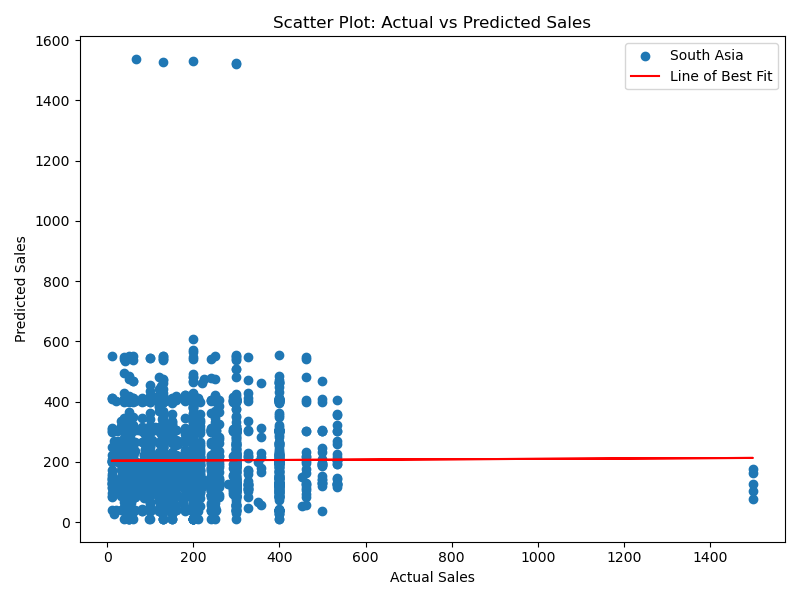 Scatter Plot: Actual vs Predicted Sales
South Asia
Line of Best Fit
1600
1400
1200
1000
800
600
400
200
0
Predicted Sales
0 200 400 600 800 1000 1200 1400
Actual Sales